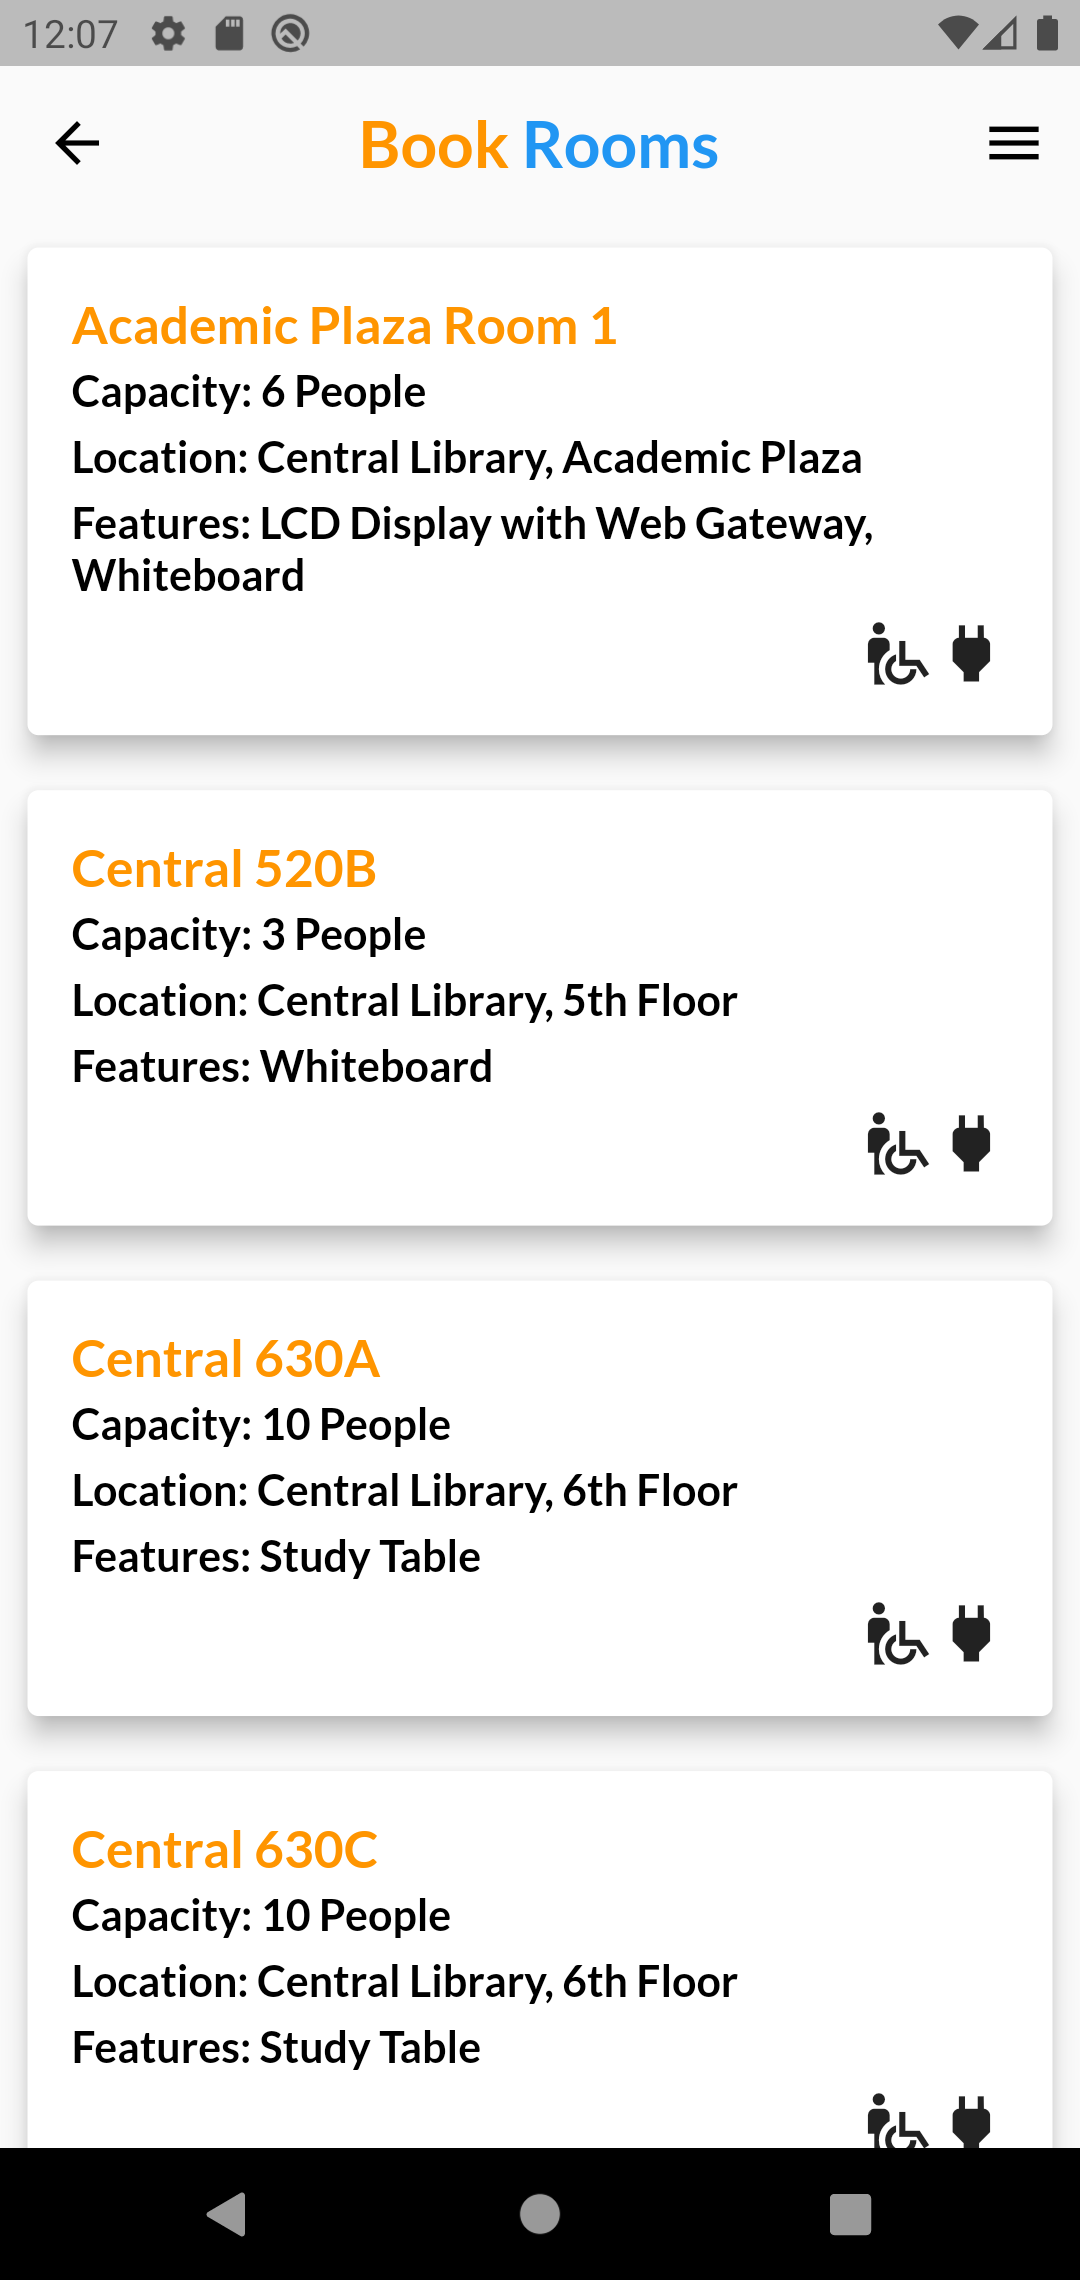 12:07
Book Rooms
Academic Plaza Room 1
Capacity: 6 People
Location: Central Library, Academic Plaza
Features: LCD Display with Web Gateway,
Whiteboard
Central 520B
Capacity: 3 People
Location: Central Library, 5th Floor
Features: Whiteboard
Central 630A
Capacity: 10 People
Location: Central Library, 6th Floor
Features: Study Table
Central 630C
Capacity: 10 People
Location: Central Library, 6th Floor
Features: Study Table